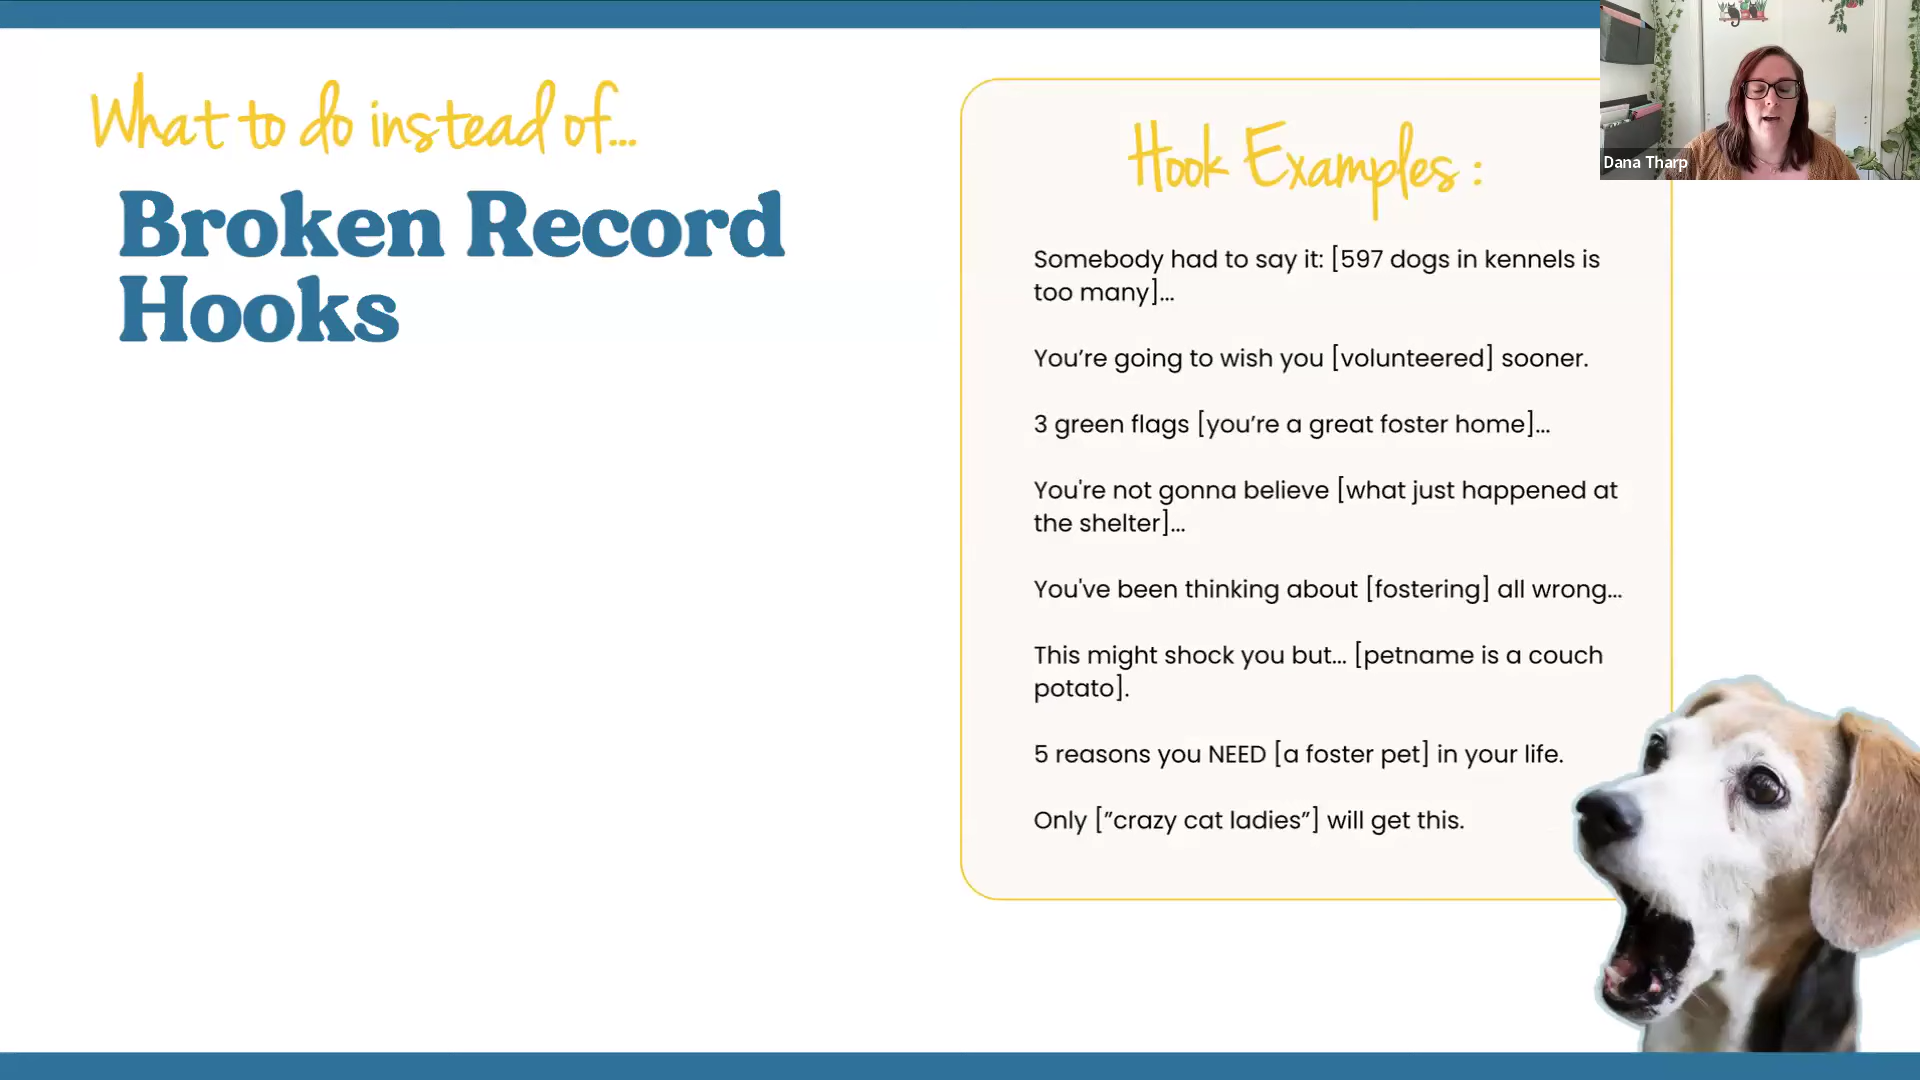 What to do instead of...
Broken Record
Hooks
Hook Examples :
Somebody had to say it: [597 dogs in kennels is
too many]...
You’re going to wish you [volunteered] sooner.
3 green flags [you’re a great foster home]...
You're not gonna believe [what just happened at
the shelter]...
You've been thinking about [fostering] all wrong...
This might shock you but... [petname is a couch
potato].
5 reasons you NEED [a foster pet] in your life.
Only [”crazy cat ladies”] will get this.
Dana Tharp